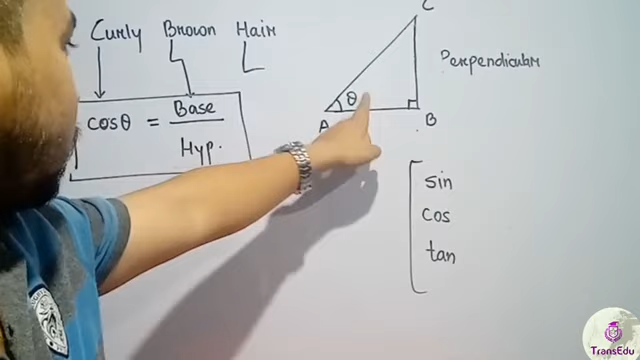 Curly Brown Hair
cosθ = Base
Hyp.
C
Perpendicular
θ
A
B
sin
cos
tan
TransEdu